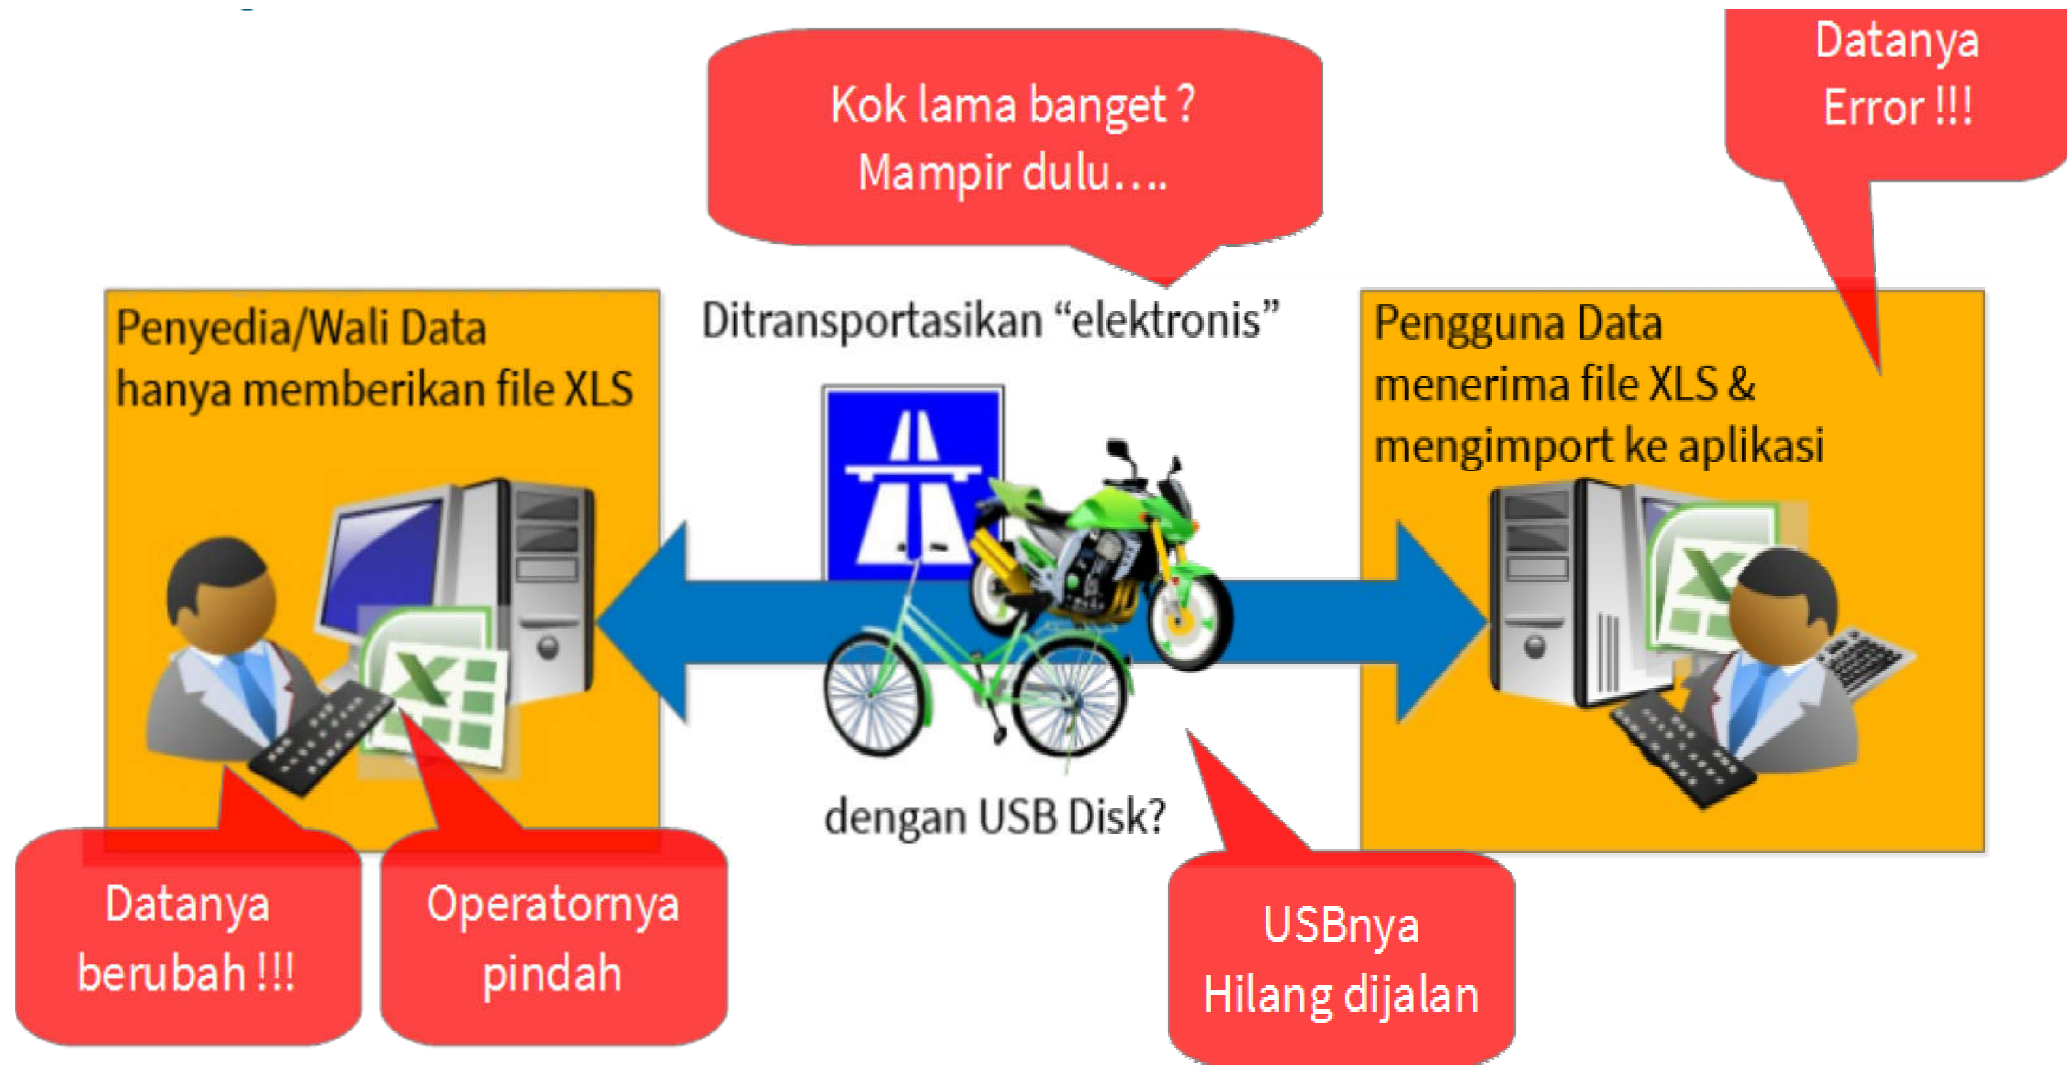 Kok lama banget ?
Mampir dulu....
Datanya
Error !!!
Penyedia/Wali Data
hanya memberikan file XLS
Ditransportasikan “elektronis”
Pengguna Data
menerima file XLS &
mengimport ke aplikasi
dengan USB Disk?
Datanya
berubah !!!
Operatornya
pindah
USBnya
Hilang dijalan